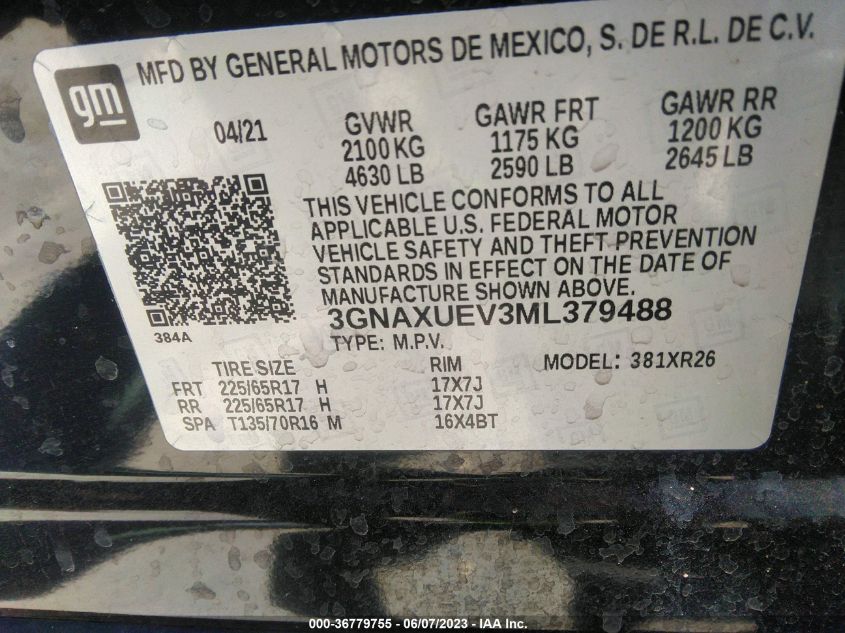 MFD BY GENERAL MOTORS DE MEXICO, S. DE R.L. DE C.V.
gm
04/21 GVWR GAWR FRT GAWR RR
2100 KG 1175 KG 1200 KG
4630 LB 2590 LB 2645 LB
THIS VEHICLE CONFORMS TO ALL
APPLICABLE U.S. FEDERAL MOTOR
VEHICLE SAFETY AND THEFT PREVENTION
STANDARDS IN EFFECT ON THE DATE OF
MANUFACTURE SHOWN ABOVE.
3GNAXUEV3ML379488
384A
TYPE: M.P.V. MODEL: 381XR26
TIRE SIZE RIM
FRT 225/65R17 H 17X7J
RR 225/65R17 H 17X7J
SPA T135/70R16 M 16X4BT
000-36779755 - 06/07/2023 - IAA Inc.